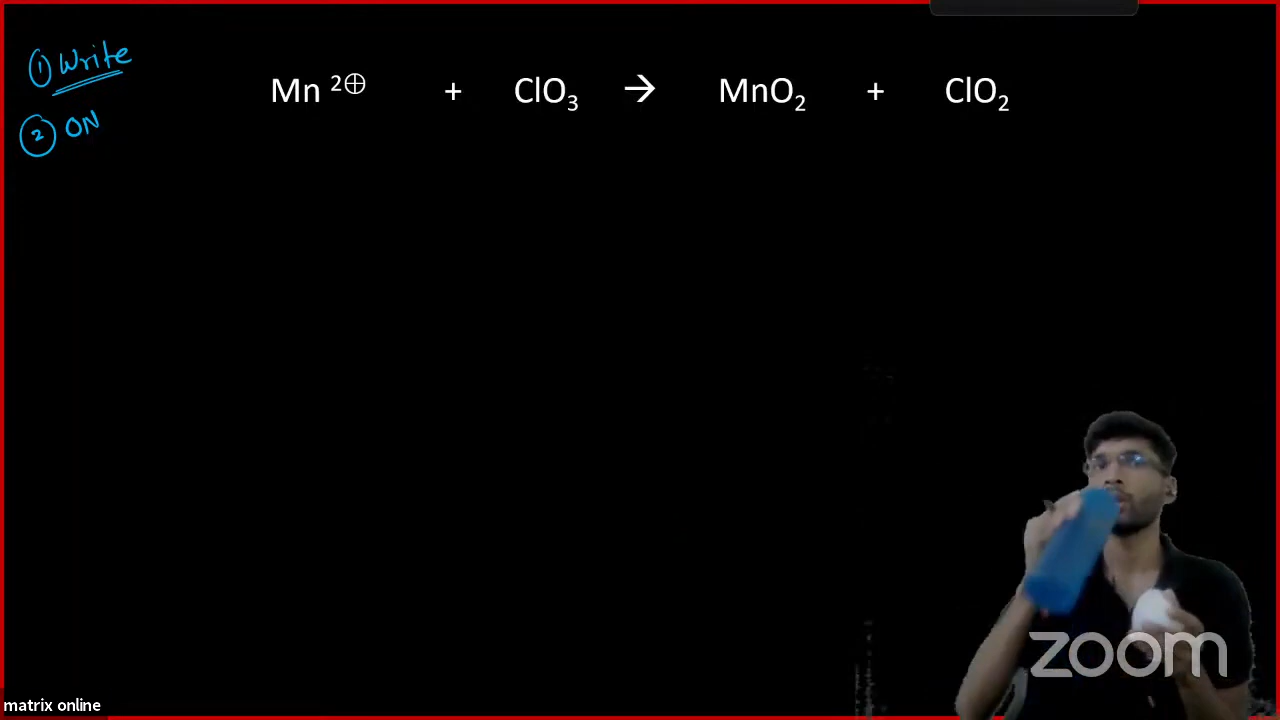 ① Write
② ON
Mn ²⊕ + ClO₃ → MnO₂ + ClO₂
zoom
matrix online